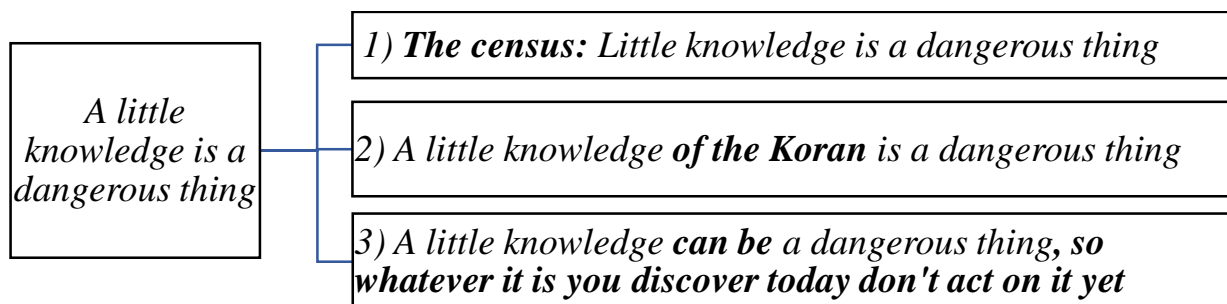 A little
knowledge is a
dangerous thing
1) The census: Little knowledge is a dangerous thing
2) A little knowledge of the Koran is a dangerous thing
3) A little knowledge can be a dangerous thing, so
whatever it is you discover today don't act on it yet